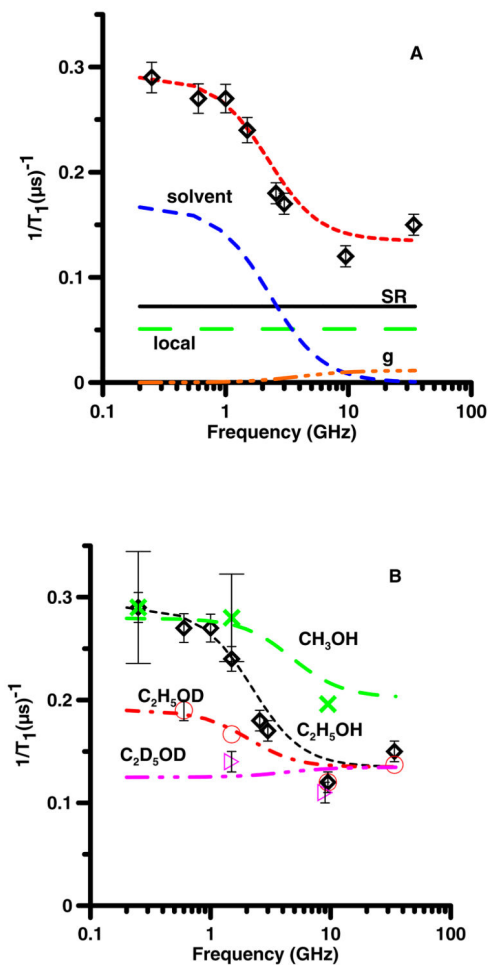 A
0.3
0.2
0.1
0
1/T₁(µs)⁻¹
solvent
SR
local
g
0.1 1 10 100
Frequency (GHz)
B
0.3
0.2
0.1
0
1/T₁(µs)⁻¹
CH₃OH
C₂H₅OD
C₂H₅OH
C₂D₅OD
0.1 1 10 100
Frequency (GHz)